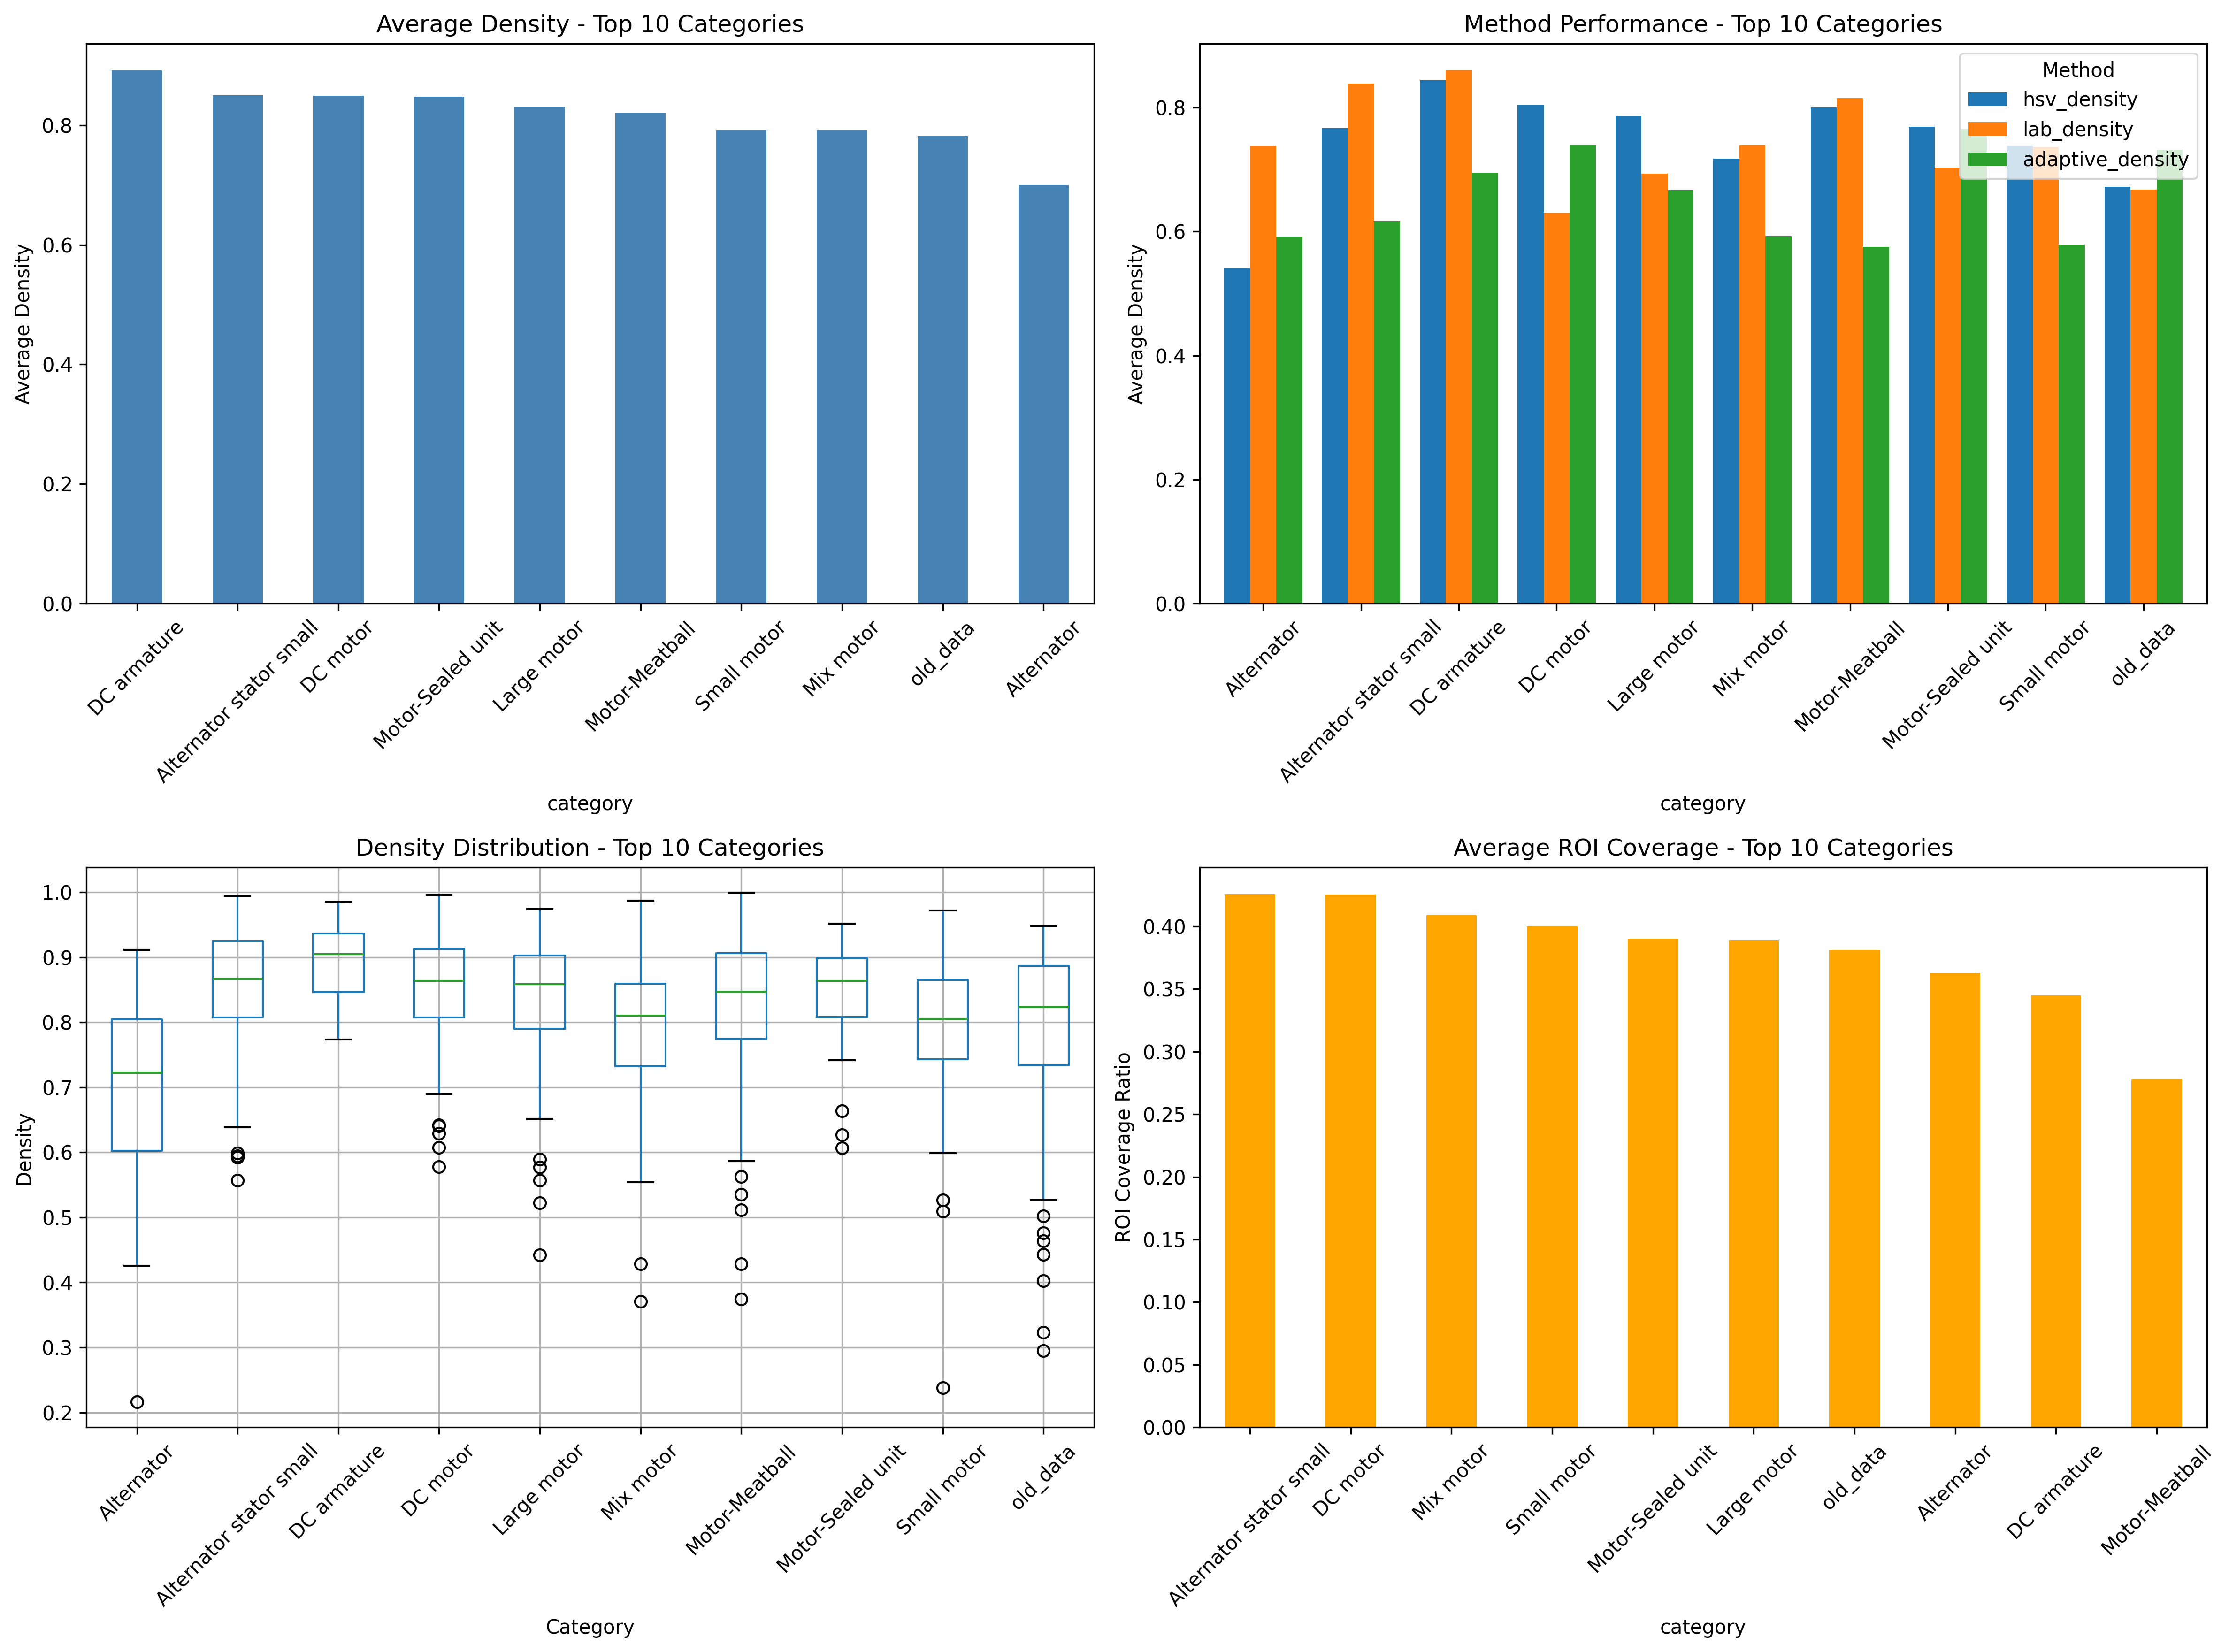 Average Density - Top 10 Categories
Average Density
0.8
0.6
0.4
0.2
0.0
DC armature
Alternator stator small
DC motor
Motor-Sealed unit
Large motor
Motor-Meatball
Small motor
Mix motor
old_data
Alternator
category
Method Performance - Top 10 Categories
Method
hsv_density
lab_density
adaptive_density
Average Density
0.8
0.6
0.4
0.2
0.0
Alternator
Alternator stator small
DC armature
DC motor
Large motor
Mix motor
Motor-Meatball
Motor-Sealed unit
Small motor
old_data
category
Density Distribution - Top 10 Categories
Density
1.0
0.9
0.8
0.7
0.6
0.5
0.4
0.3
0.2
Alternator
Alternator stator small
DC armature
DC motor
Large motor
Mix motor
Motor-Meatball
Motor-Sealed unit
Small motor
old_data
Category
Average ROI Coverage - Top 10 Categories
ROI Coverage Ratio
0.40
0.35
0.30
0.25
0.20
0.15
0.10
0.05
0.00
Alternator stator small
DC motor
Mix motor
Small motor
Motor-Sealed unit
Large motor
old_data
Alternator
DC armature
Motor-Meatball
category